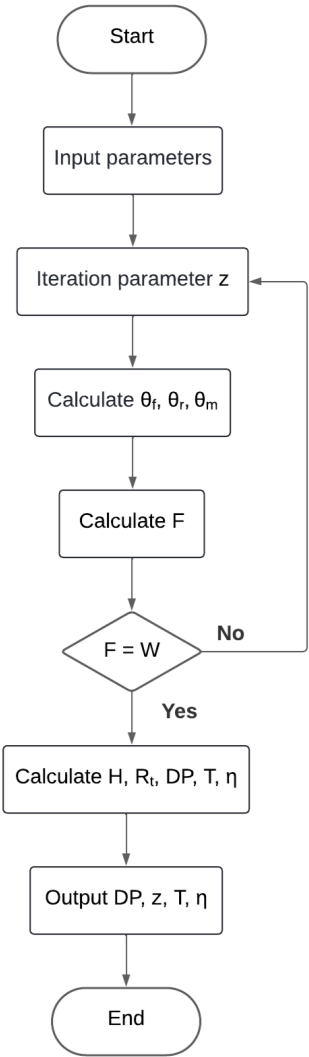 Start
Input parameters
Iteration parameter z
Calculate θf, θr, θm
Calculate F
F = W
No
Yes
Calculate H, Rt, DP, T, η
Output DP, z, T, η
End